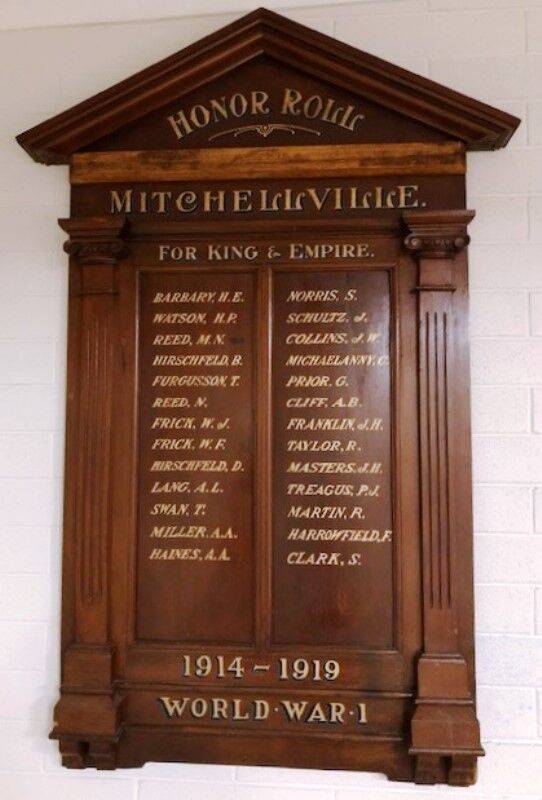 HONOR ROLL
MITCHELLVILLE.
FOR KING & EMPIRE.
BARBARY, H.E.
WATSON, H.P.
REED, M.N.
HIRSCHFELD, B.
FURGUSSON, T.
REED, N.
FRICK, W.J.
FRICK, W.F.
HIRSCHFELD, D.
LANG, A.L.
SWAN, T.
MILLER, A.A.
HAINES, A.A.
NORRIS, S.
SCHULTZ, J.
COLLINS, J.W.
MICHAELANNY, C.
PRIOR, G.
CLIFF, A.B.
FRANKLIN, J.H.
TAYLOR, R.
MASTERS, J.H.
TREAGUS, P.J.
MARTIN, R.
HARROWFIELD, F.
CLARK, S.
1914 - 1919
WORLD·WAR·1